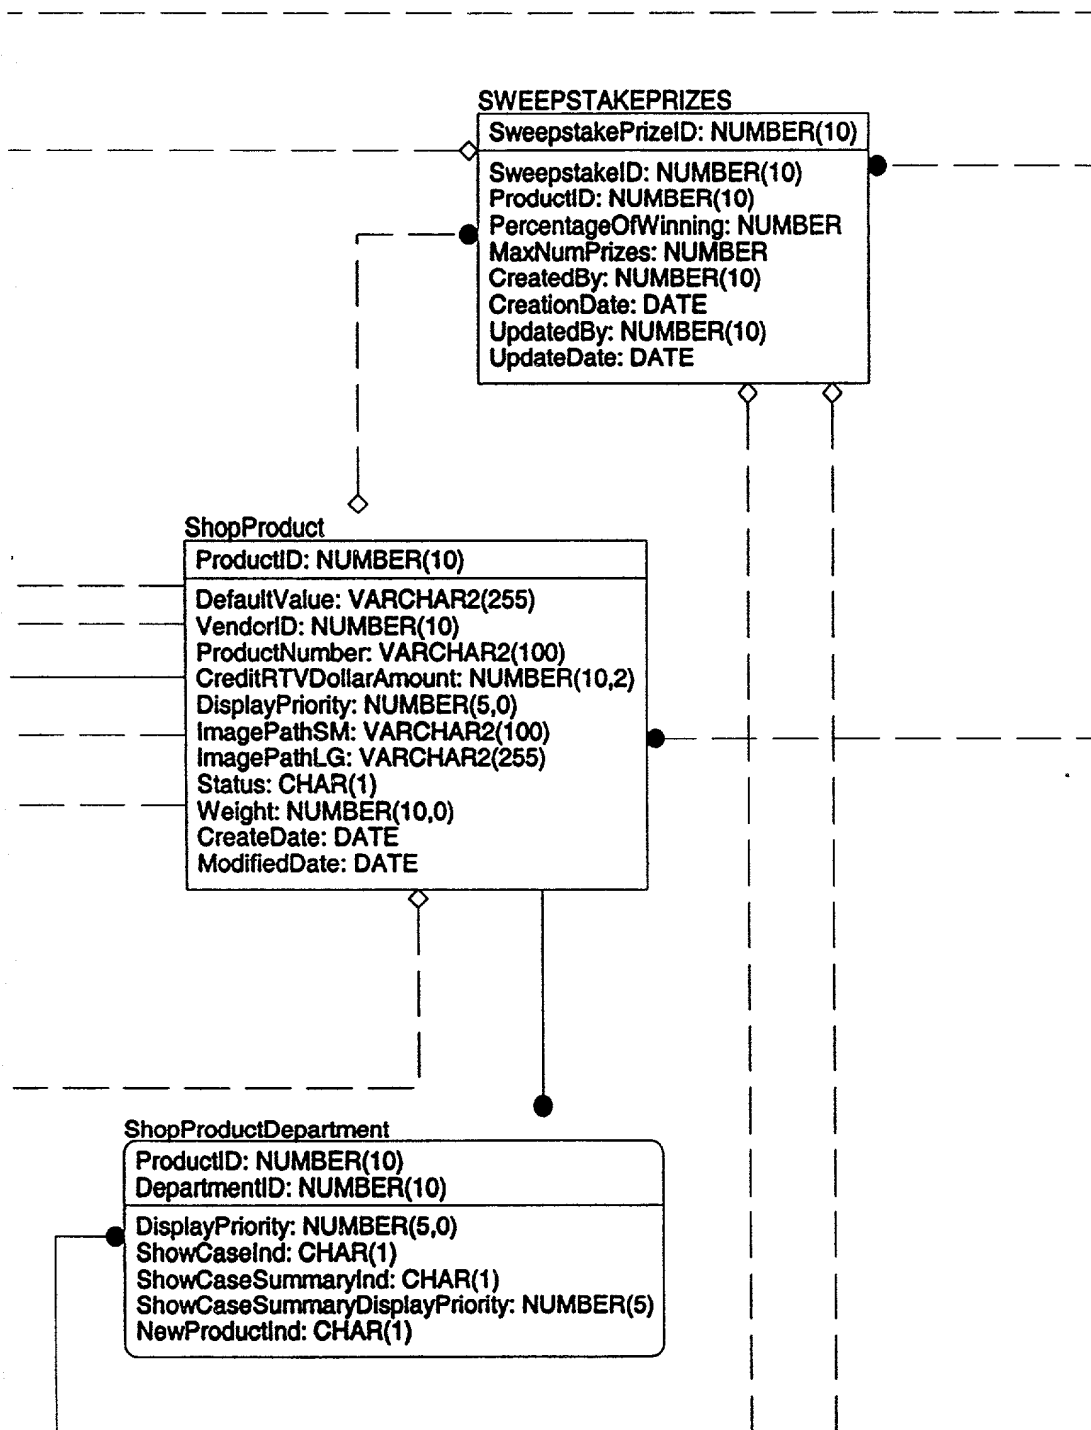 SWEEPSTAKEPRIZES
SweepstakePrizeID: NUMBER(10)
SweepstakeID: NUMBER(10)
ProductID: NUMBER(10)
PercentageOfWinning: NUMBER
MaxNumPrizes: NUMBER
CreatedBy: NUMBER(10)
CreationDate: DATE
UpdatedBy: NUMBER(10)
UpdateDate: DATE
ShopProduct
ProductID: NUMBER(10)
DefaultValue: VARCHAR2(255)
VendorID: NUMBER(10)
ProductNumber: VARCHAR2(100)
CreditRTVDollarAmount: NUMBER(10,2)
DisplayPriority: NUMBER(5,0)
ImagePathSM: VARCHAR2(100)
ImagePathLG: VARCHAR2(255)
Status: CHAR(1)
Weight: NUMBER(10,0)
CreateDate: DATE
ModifiedDate: DATE
ShopProductDepartment
ProductID: NUMBER(10)
DepartmentID: NUMBER(10)
DisplayPriority: NUMBER(5,0)
ShowCaseInd: CHAR(1)
ShowCaseSummaryInd: CHAR(1)
ShowCaseSummaryDisplayPriority: NUMBER(5)
NewProductInd: CHAR(1)